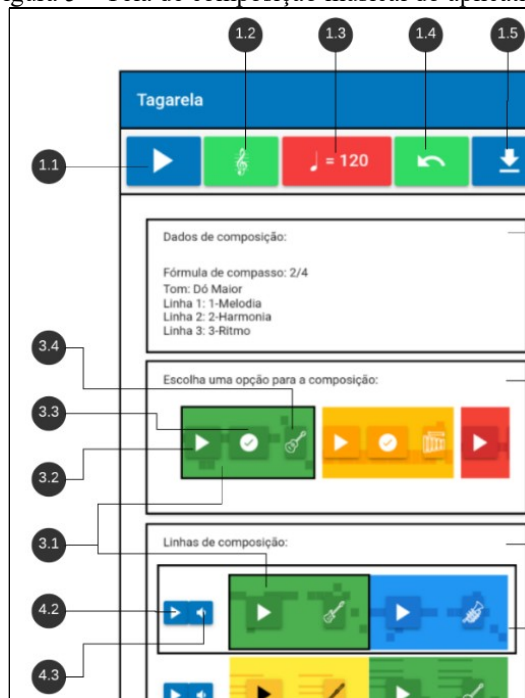 Figura 3 – Tela de composição musical do aplicati
1.2
1.3
1.4
1.5
Tagarela
1.1
= 120
Dados de composição:
Fórmula de compasso: 2/4
Tom: Dó Maior
Linha 1: 1-Melodia
Linha 2: 2-Harmonia
Linha 3: 3-Ritmo
3.4
Escolha uma opção para a composição:
3.3
3.2
3.1
Linhas de composição:
4.2
4.3